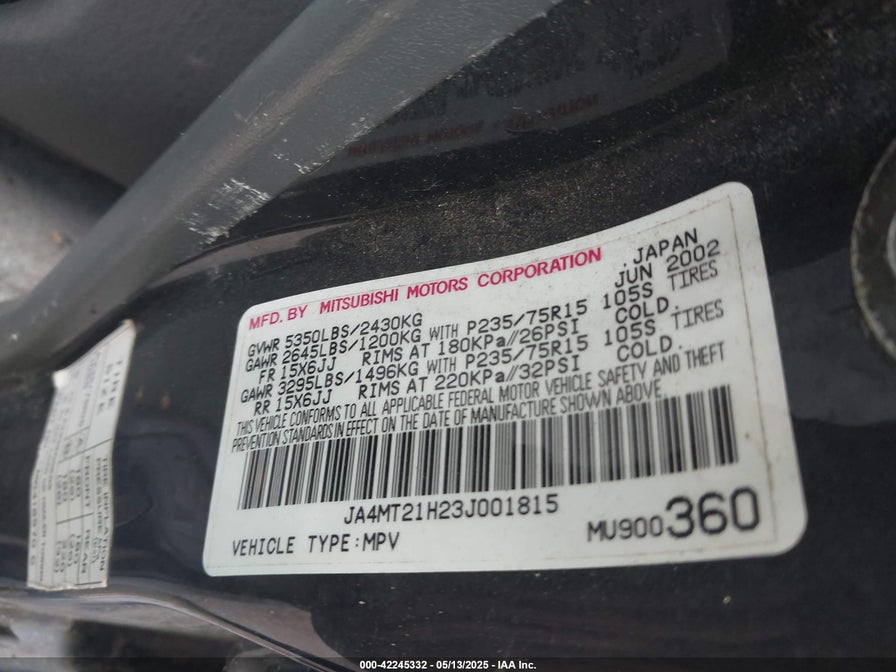 MFD. BY MITSUBISHI MOTORS CORPORATION
JAPAN
GVWR 5350LBS/2430KG JUN 2002
GAWR 2645LBS/1200KG WITH P235/75R15 105S TIRES
FR 15X6JJ RIMS AT 180KPa//26PSI COLD.
GAWR 3295LBS/1496KG WITH P235/75R15 105S TIRES
RR 15X6JJ RIMS AT 220KPa//32PSI COLD.
THIS VEHICLE CONFORMS TO ALL APPLICABLE FEDERAL MOTOR VEHICLE SAFETY AND THEFT
PREVENTION STANDARDS IN EFFECT ON THE DATE OF MANUFACTURE SHOWN ABOVE.
JA4MT21H23J001815
VEHICLE TYPE:MPV MU900360
000-42245332 - 05/13/2025 - IAA Inc.